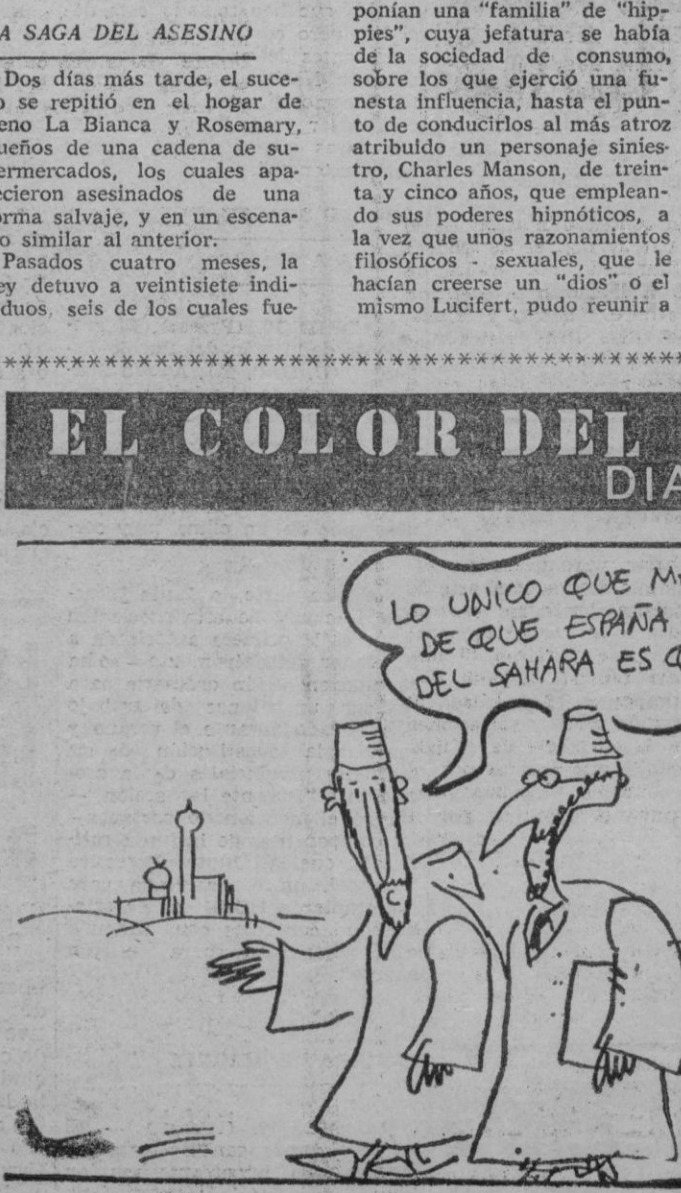 A SAGA DEL ASESINO
Dos días más tarde, el suce-
o se repitió en el hogar de
eno La Bianca y Rosemary,
ueños de una cadena de su-
ermercados, los cuales apa-
ecieron asesinados de una
orma salvaje, y en un escena-
o similar al anterior.
Pasados cuatro meses, la
ey detuvo a veintisiete indi-
duos, seis de los cuales fue-
ponían una "familia" de "hip-
pies", cuya jefatura se había
de la sociedad de consumo,
sobre los que ejerció una fu-
nesta influencia, hasta el pun-
to de conducirlos al más atroz
atribuido un personaje sinies-
tro, Charles Manson, de trein-
ta y cinco años, que emplean-
do sus poderes hipnóticos, a
la vez que unos razonamientos
filosóficos - sexuales, que le
hacían creerse un "dios" o el
mismo Lucifert, pudo reunir a
EL COLOR DEL
DIA
LO UNICO QUE M
DE QUE ESPAÑA
DEL SAHARA ES Q